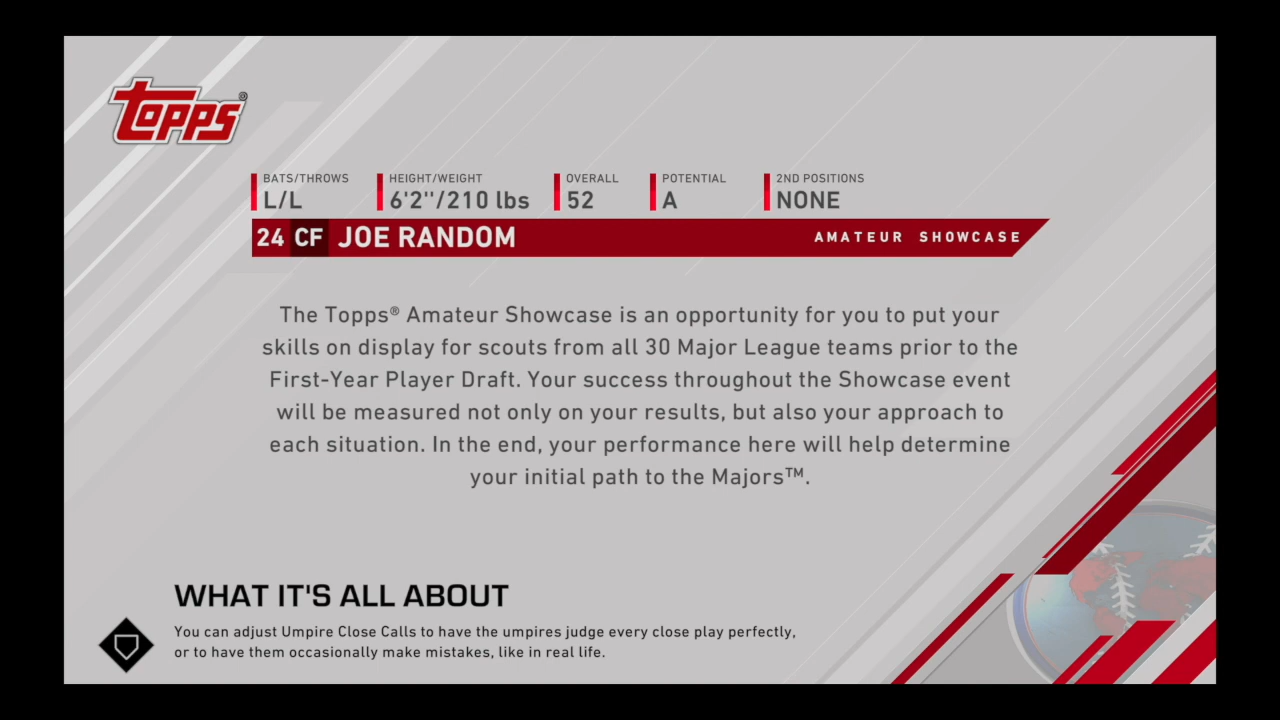 TOPPS®
BATS/THROWS HEIGHT/WEIGHT OVERALL POTENTIAL 2ND POSITIONS
L/L 6'2''/210 lbs 52 A NONE
24 CF JOE RANDOM AMATEUR SHOWCASE
The Topps® Amateur Showcase is an opportunity for you to put your
skills on display for scouts from all 30 Major League teams prior to the
First-Year Player Draft. Your success throughout the Showcase event
will be measured not only on your results, but also your approach to
each situation. In the end, your performance here will help determine
your initial path to the Majors™.
WHAT IT'S ALL ABOUT
You can adjust Umpire Close Calls to have the umpires judge every close play perfectly,
or to have them occasionally make mistakes, like in real life.